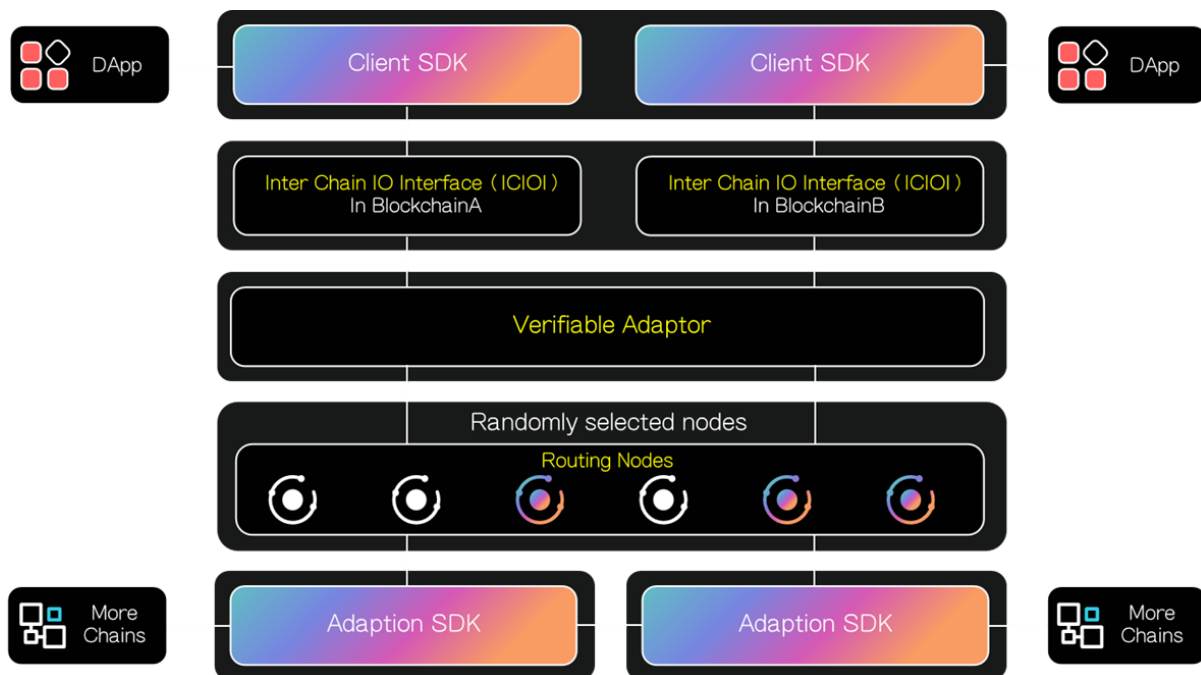 DApp
Client SDK
Client SDK
DApp
Inter Chain IO Interface ( ICIOI )
In BlockchainA
Inter Chain IO Interface ( ICIOI )
In BlockchainB
Verifiable Adaptor
Randomly selected nodes
Routing Nodes
More
Chains
Adaption SDK
Adaption SDK
More
Chains